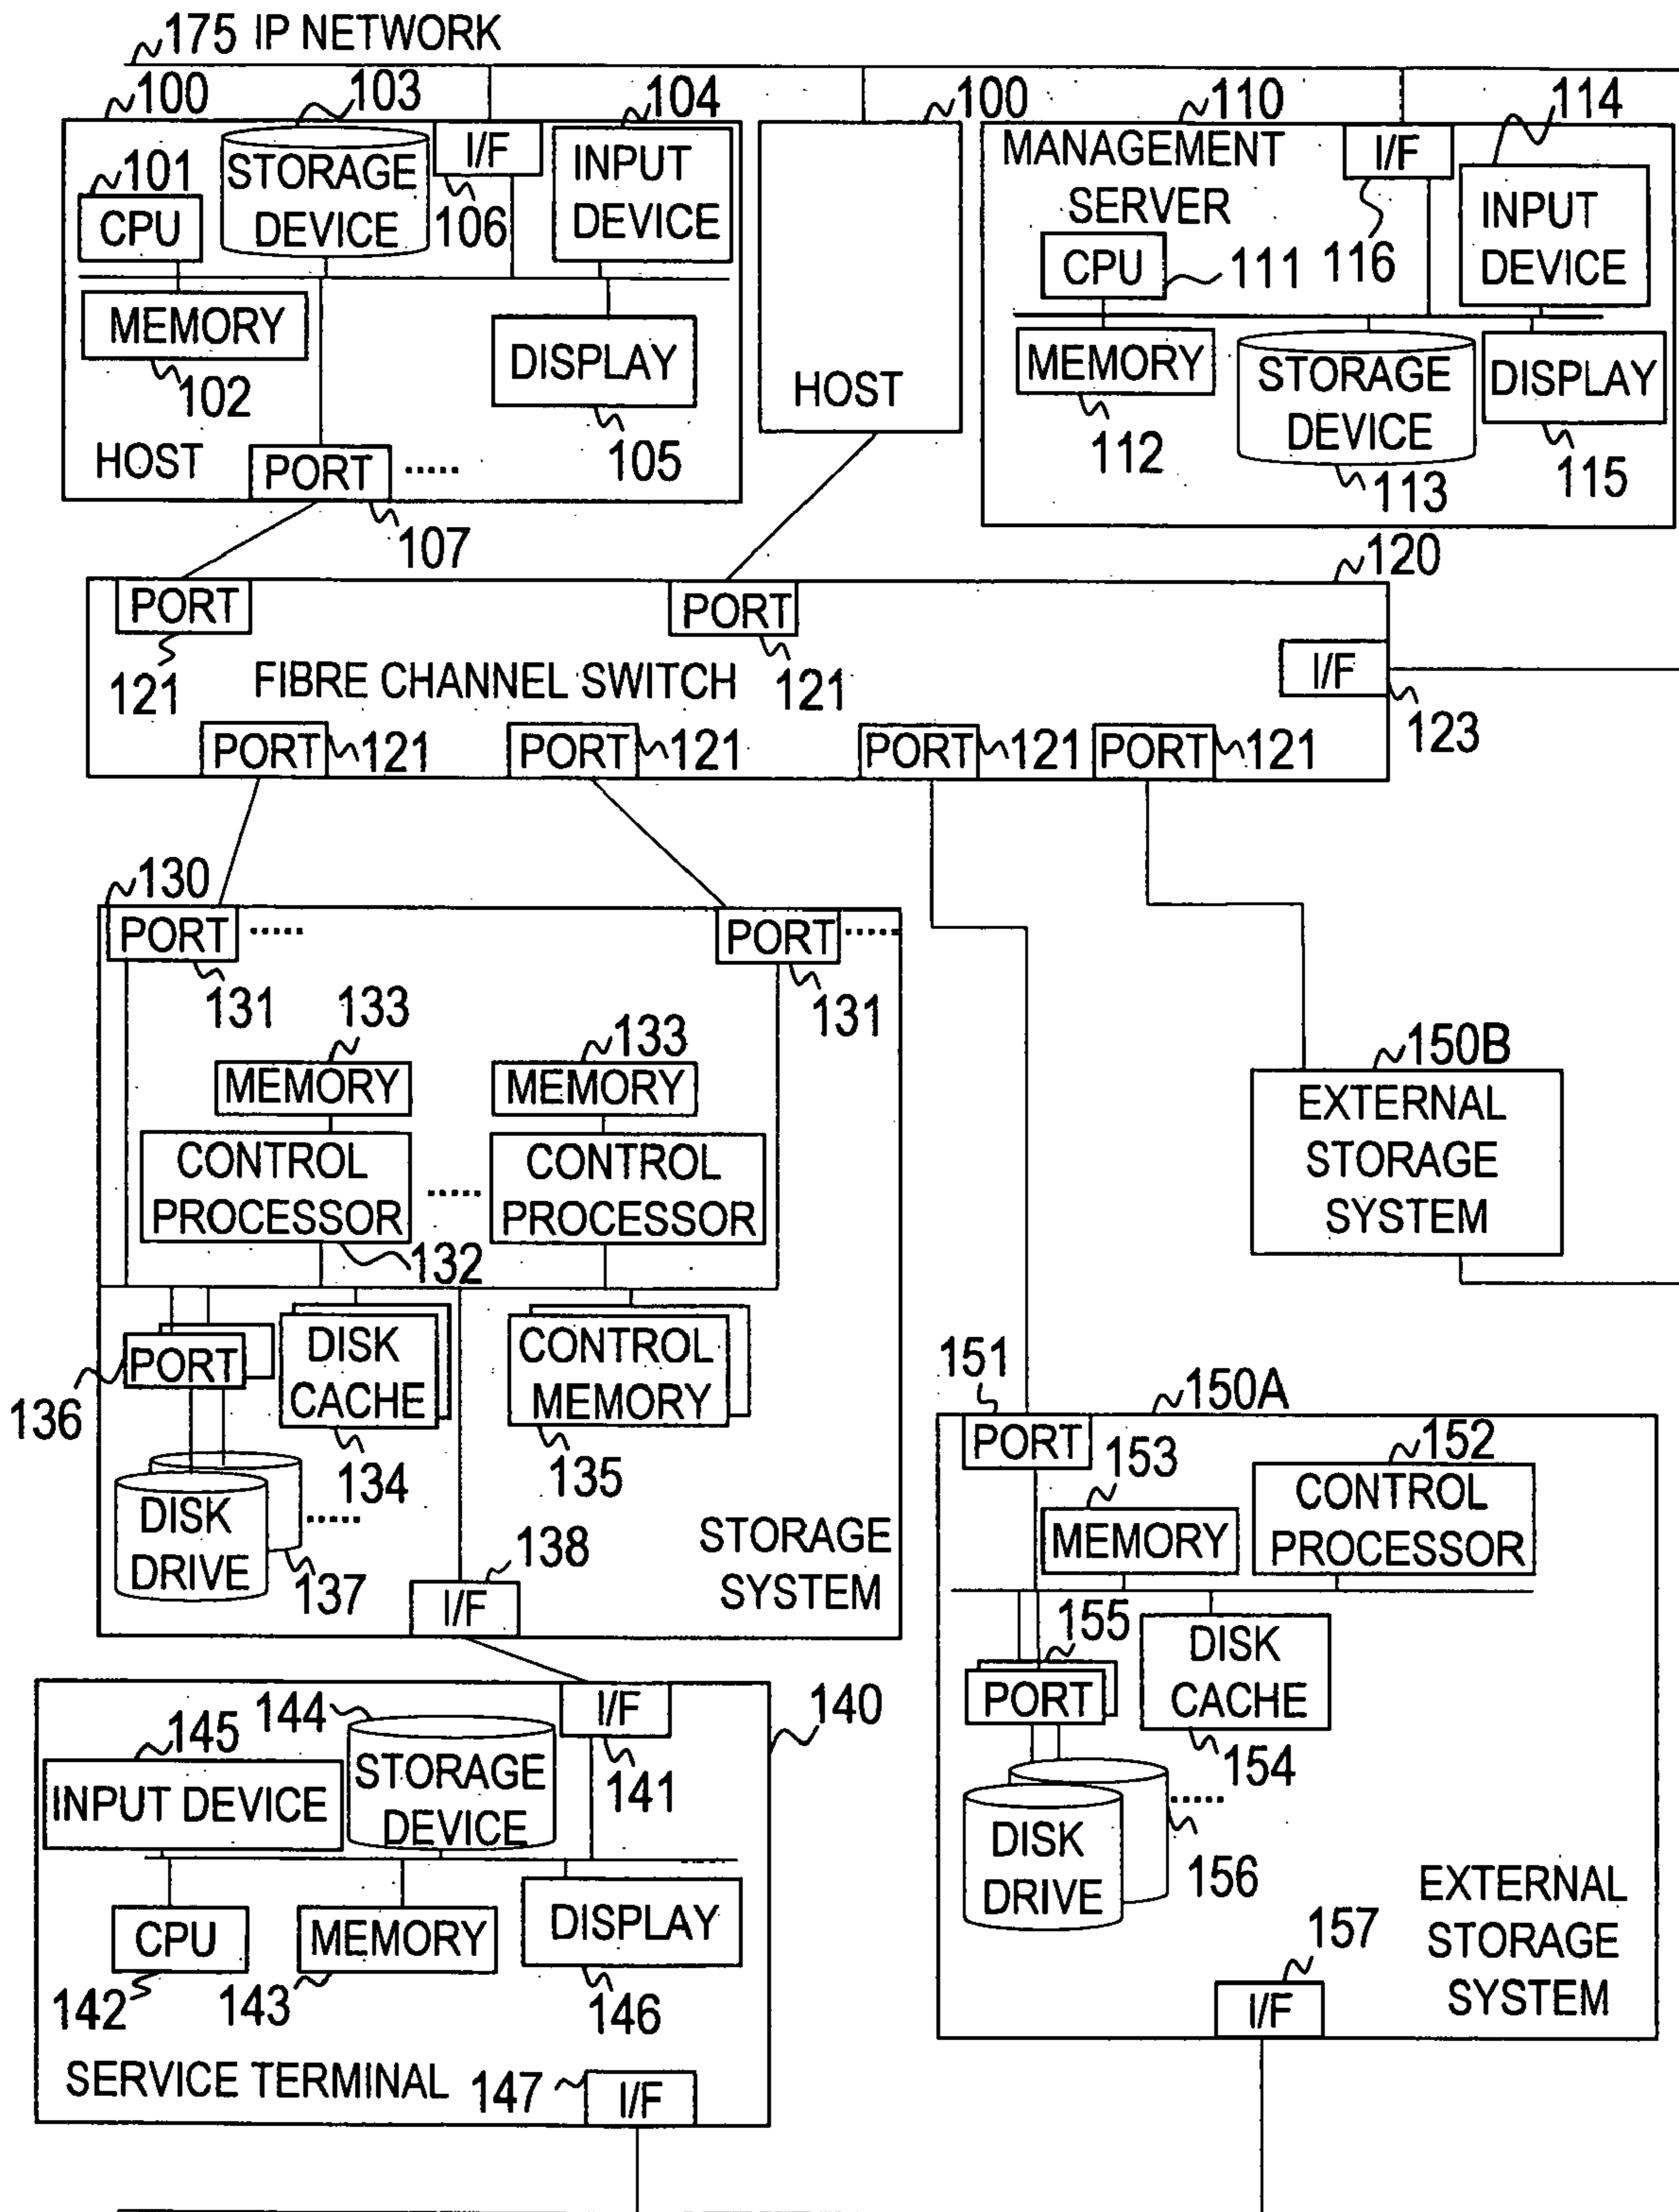 175 IP NETWORK
100
103
104
100
110
114
101
CPU
STORAGE
DEVICE
I/F
106
INPUT
DEVICE
MEMORY
102
DISPLAY
105
HOST
PORT
.....
107
HOST
MANAGEMENT
SERVER
I/F
116
INPUT
DEVICE
CPU
111
MEMORY
112
STORAGE
DEVICE
113
DISPLAY
115
120
PORT
121
PORT
121
FIBRE CHANNEL SWITCH
I/F
123
PORT
121
PORT
121
PORT
121
PORT
121
130
PORT
.....
131
PORT
.....
131
133
MEMORY
133
MEMORY
CONTROL
PROCESSOR
132
.....
CONTROL
PROCESSOR
PORT
136
DISK
CACHE
134
CONTROL
MEMORY
135
DISK
DRIVE
.....
137
138
I/F
STORAGE
SYSTEM
150B
EXTERNAL
STORAGE
SYSTEM
151
150A
PORT
153
MEMORY
152
CONTROL
PROCESSOR
155
PORT
DISK
CACHE
154
DISK
DRIVE
.....
156
157
I/F
EXTERNAL
STORAGE
SYSTEM
140
145
INPUT DEVICE
144
STORAGE
DEVICE
I/F
141
CPU
142
MEMORY
143
DISPLAY
146
SERVICE TERMINAL
147
I/F